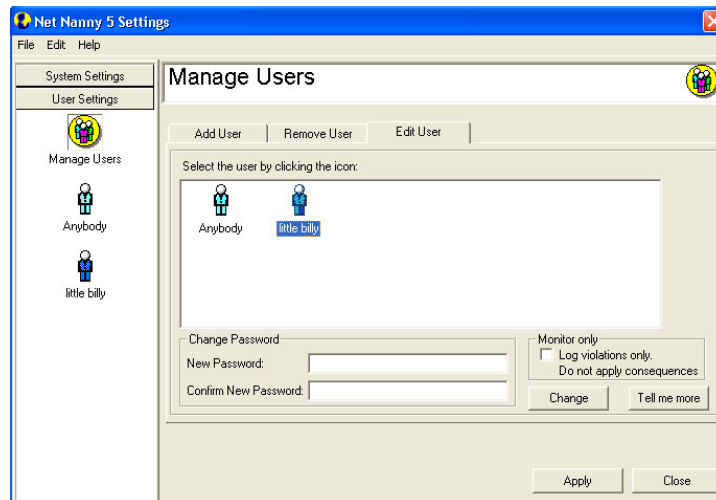 Net Nanny 5 Settings
File Edit Help
System Settings
User Settings
Manage Users
Anybody
little billy
Manage Users
Add User Remove User Edit User
Select the user by clicking the icon:
Anybody little billy
Change Password
New Password:
Confirm New Password:
Monitor only
Log violations only.
Do not apply consequences
Change Tell me more
Apply Close